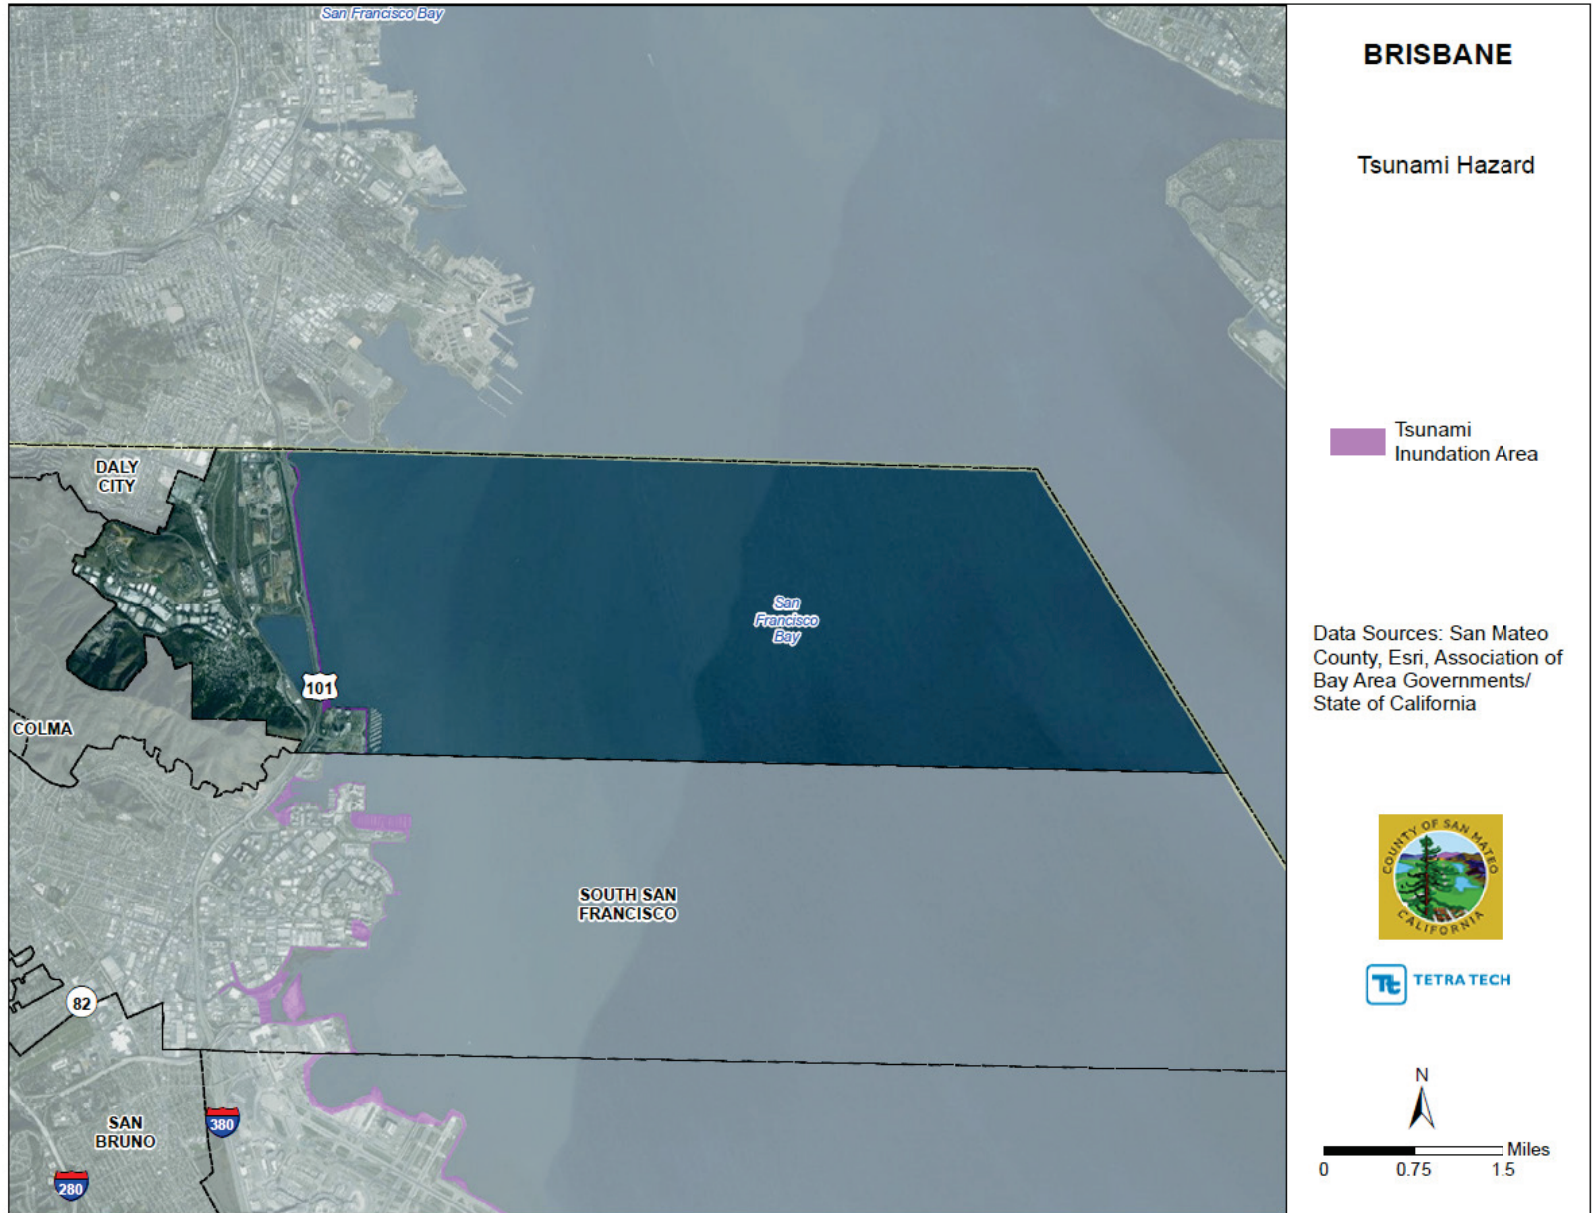 San Francisco Bay
BRISBANE
Tsunami Hazard
Tsunami
Inundation Area
DALY
CITY
San
Francisco
Bay
Data Sources: San Mateo
County, Esri, Association of
Bay Area Governments/
State of California
101
COLMA
COUNTY OF SAN MATEO
CALIFORNIA
SOUTH SAN
FRANCISCO
Tt TETRA TECH
82
N
SAN
BRUNO
380
280
Miles
0 0.75 1.5